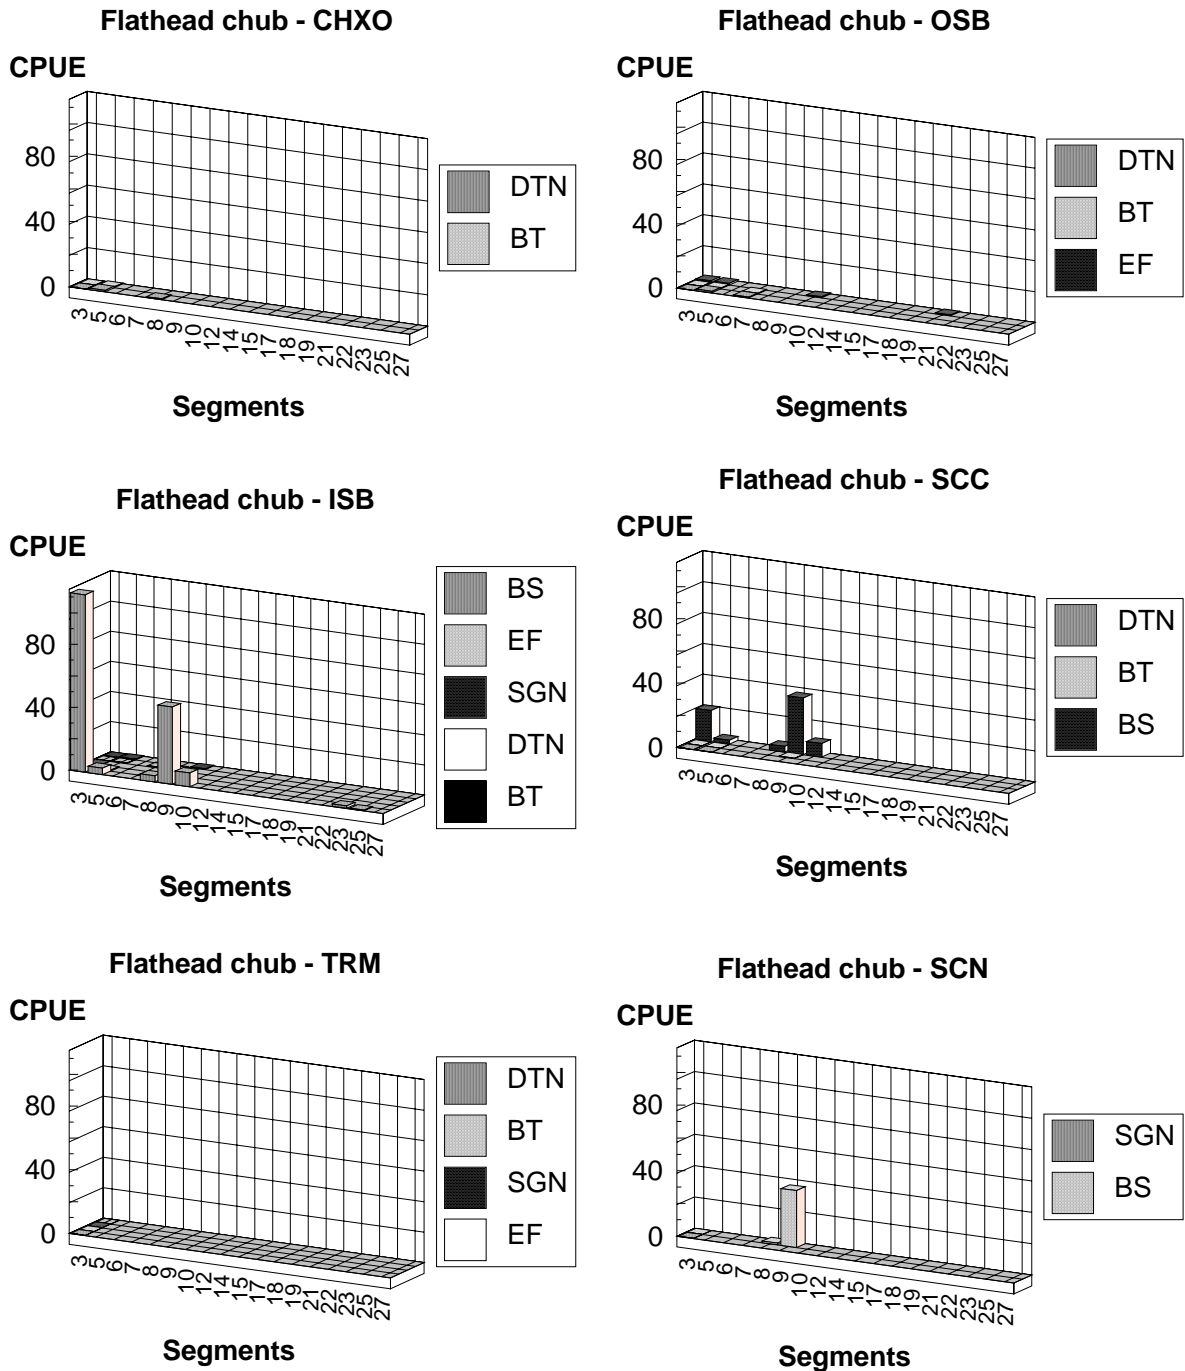 Flathead chub - CHXO
CPUE
80
40
0
3 5 6 7 8 9 10 12 14 15 17 18 19 21 22 23 25 27
Segments
DTN
BT
Flathead chub - OSB
CPUE
80
40
0
3 5 6 7 8 9 10 12 14 15 17 18 19 21 22 23 25 27
Segments
DTN
BT
EF
Flathead chub - ISB
CPUE
80
40
0
3 5 6 7 8 9 10 12 14 15 17 18 19 21 22 23 25 27
Segments
BS
EF
SGN
DTN
BT
Flathead chub - SCC
CPUE
80
40
0
3 5 6 7 8 9 10 12 14 15 17 18 19 21 22 23 25 27
Segments
DTN
BT
BS
Flathead chub - TRM
CPUE
80
40
0
3 5 6 7 8 9 10 12 14 15 17 18 19 21 22 23 25 27
Segments
DTN
BT
SGN
EF
Flathead chub - SCN
CPUE
80
40
0
3 5 6 7 8 9 10 12 14 15 17 18 19 21 22 23 25 27
Segments
SGN
BS